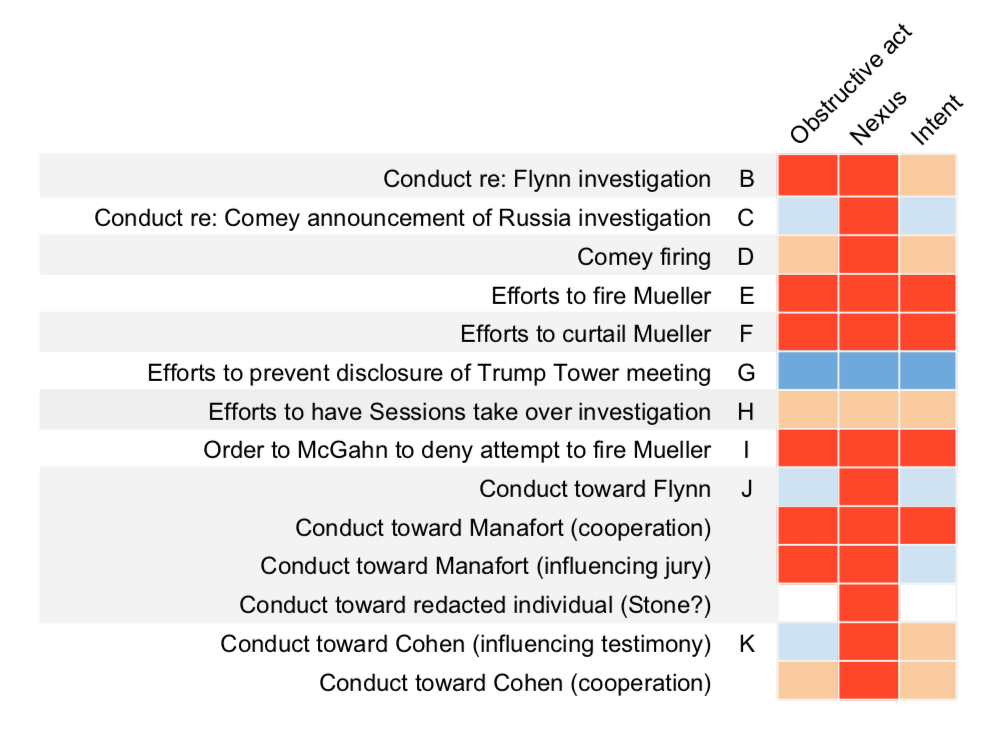 Obstructive act
Nexus
Intent
Conduct re: Flynn investigation B
Conduct re: Comey announcement of Russia investigation C
Comey firing D
Efforts to fire Mueller E
Efforts to curtail Mueller F
Efforts to prevent disclosure of Trump Tower meeting G
Efforts to have Sessions take over investigation H
Order to McGahn to deny attempt to fire Mueller I
Conduct toward Flynn J
Conduct toward Manafort (cooperation)
Conduct toward Manafort (influencing jury)
Conduct toward redacted individual (Stone?)
Conduct toward Cohen (influencing testimony) K
Conduct toward Cohen (cooperation)